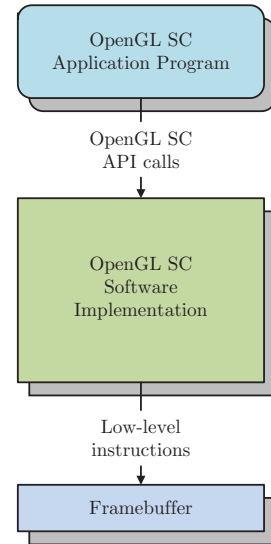 OpenGL SC
Application Program
OpenGL SC
API calls
OpenGL SC
Software
Implementation
Low-level
instructions
Framebuffer